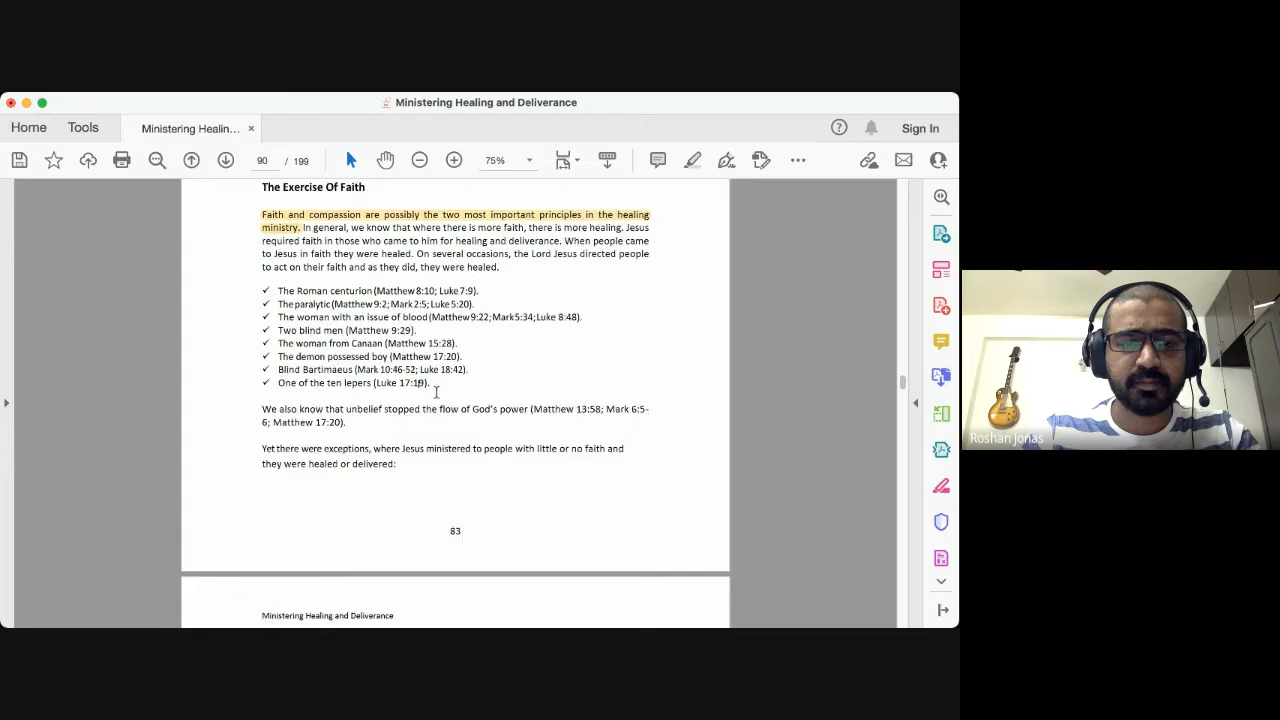 Ministering Healing and Deliverance
Home Tools Ministering Healin... × Sign In
90 / 199 75%
The Exercise Of Faith
Faith and compassion are possibly the two most important principles in the healing
ministry. In general, we know that where there is more faith, there is more healing. Jesus
required faith in those who came to him for healing and deliverance. When people came
to Jesus in faith they were healed. On several occasions, the Lord Jesus directed people
to act on their faith and as they did, they were healed.
✓ The Roman centurion (Matthew 8:10; Luke 7:9).
✓ The paralytic (Matthew 9:2; Mark 2:5; Luke 5:20).
✓ The woman with an issue of blood (Matthew 9:22; Mark 5:34; Luke 8:48).
✓ Two blind men (Matthew 9:29).
✓ The woman from Canaan (Matthew 15:28).
✓ The demon possessed boy (Matthew 17:20).
✓ Blind Bartimaeus (Mark 10:46-52; Luke 18:42).
✓ One of the ten lepers (Luke 17:19).
We also know that unbelief stopped the flow of God's power (Matthew 13:58; Mark 6:5-
6; Matthew 17:20).
Yet there were exceptions, where Jesus ministered to people with little or no faith and
they were healed or delivered:
83
Ministering Healing and Deliverance
Roshan Jonas